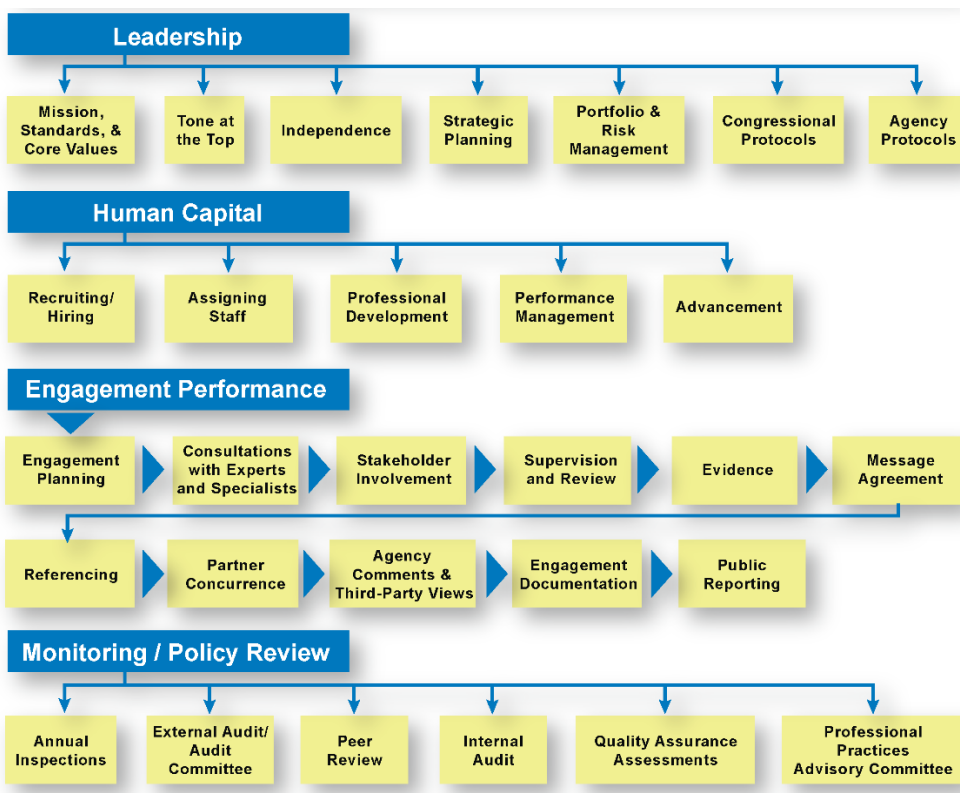 Leadership
Mission,
Standards, &
Core Values
Tone at
the Top
Independence
Strategic
Planning
Portfolio &
Risk
Management
Congressional
Protocols
Agency
Protocols
Human Capital
Recruiting/
Hiring
Assigning
Staff
Professional
Development
Performance
Management
Advancement
Engagement Performance
Engagement
Planning
Consultations
with Experts
and Specialists
Stakeholder
Involvement
Supervision
and Review
Evidence
Message
Agreement
Referencing
Partner
Concurrence
Agency
Comments &
Third-Party Views
Engagement
Documentation
Public
Reporting
Monitoring / Policy Review
Annual
Inspections
External Audit/
Audit
Committee
Peer
Review
Internal
Audit
Quality Assurance
Assessments
Professional
Practices
Advisory Committee